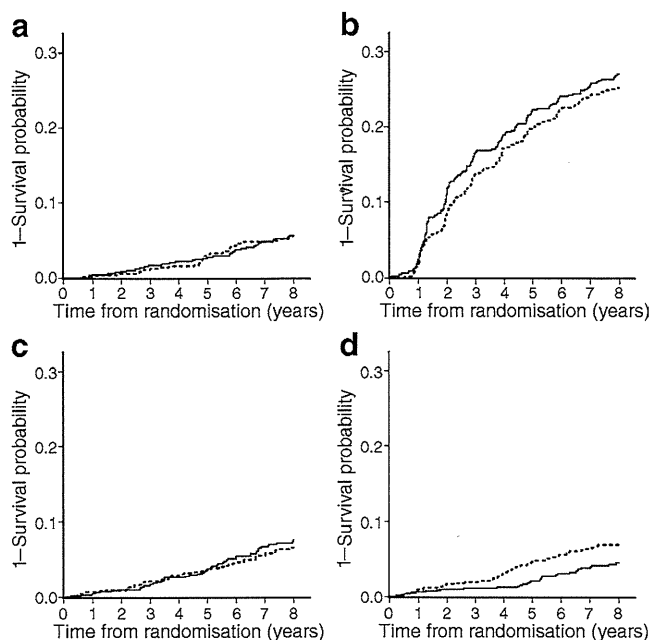 a
1–Survival probability
0.3
0.2
0.1
0.0
0 1 2 3 4 5 6 7 8
Time from randomisation (years)
b
1–Survival probability
0.3
0.2
0.1
0.0
0 1 2 3 4 5 6 7 8
Time from randomisation (years)
c
1–Survival probability
0.3
0.2
0.1
0.0
0 1 2 3 4 5 6 7 8
Time from randomisation (years)
d
1–Survival probability
0.3
0.2
0.1
0.0
0 1 2 3 4 5 6 7 8
Time from randomisation (years)